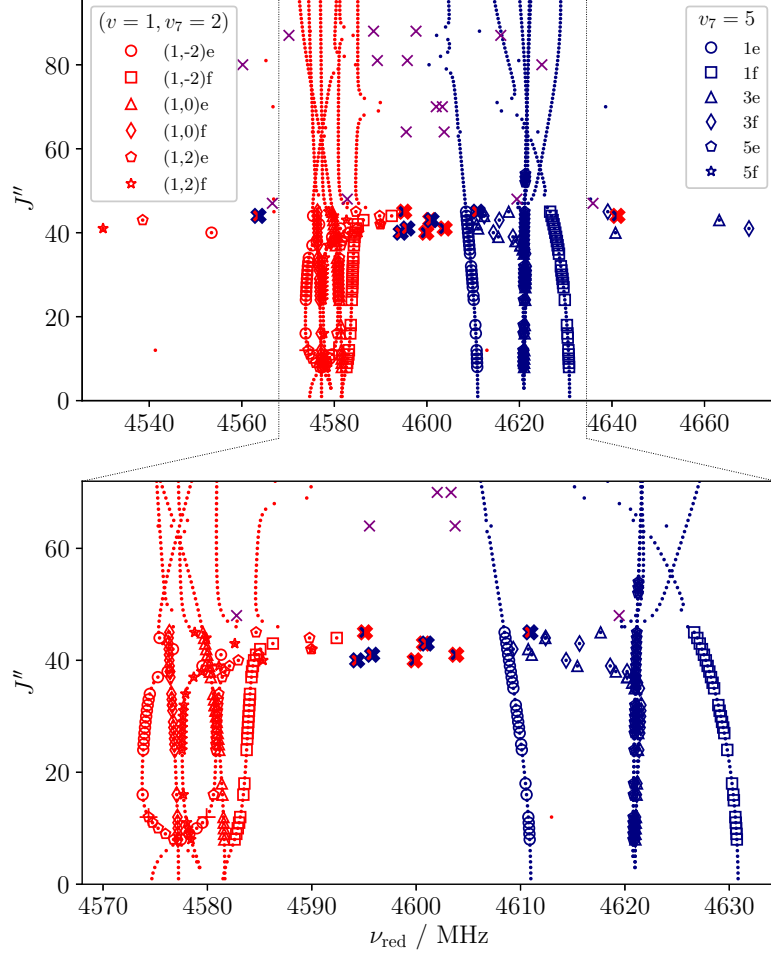 (v = 1, v₇ = 2)
(1,-2)e
(1,-2)f
(1,0)e
(1,0)f
(1,2)e
(1,2)f
v₇ = 5
1e
1f
3e
3f
5e
5f
J″
80
60
40
20
0
4540 4560 4580 4600 4620 4640 4660
J″
60
40
20
0
4570 4580 4590 4600 4610 4620 4630
ν_red / MHz